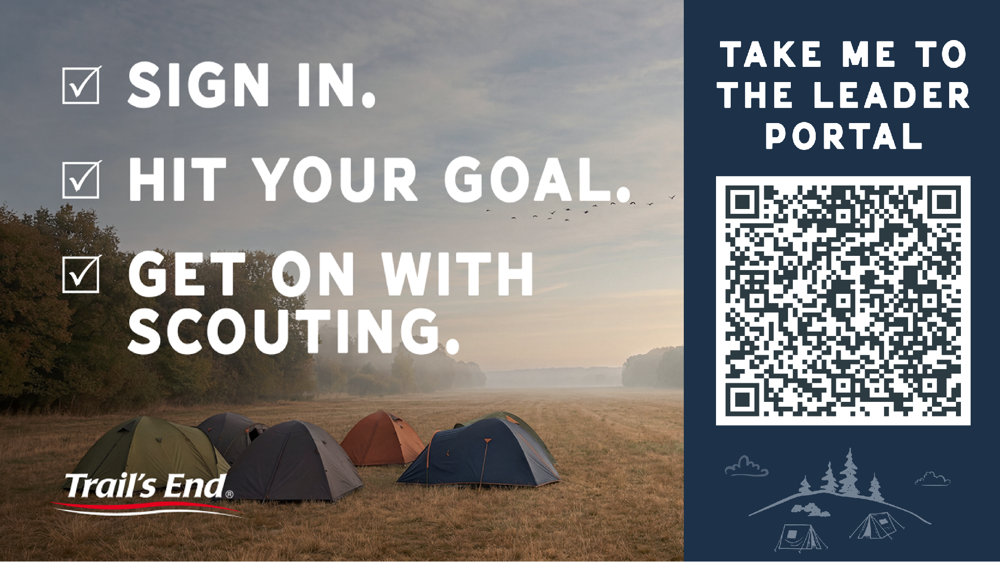 SIGN IN.
HIT YOUR GOAL.
GET ON WITH
SCOUTING.
Trail's End®
TAKE ME TO
THE LEADER
PORTAL